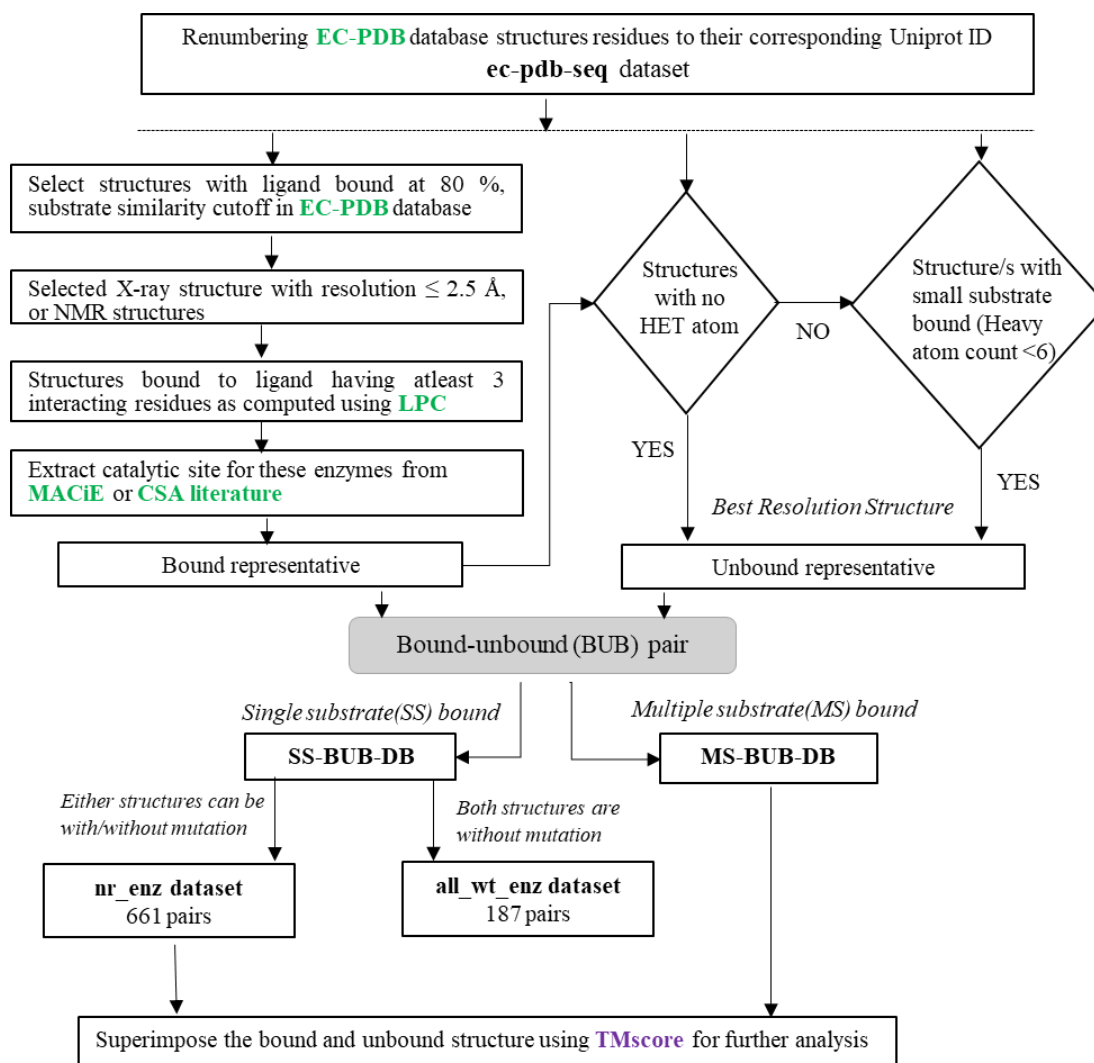 Renumbering EC-PDB database structures residues to their corresponding Uniprot ID
ec-pdb-seq dataset
Select structures with ligand bound at 80 %,
substrate similarity cutoff in EC-PDB database
Selected X-ray structure with resolution ≤ 2.5 Å,
or NMR structures
Structures bound to ligand having atleast 3
interacting residues as computed using LPC
Extract catalytic site for these enzymes from
MACiE or CSA literature
Bound representative
Structures
with no
HET atom
NO
Structure/s with
small substrate
bound (Heavy
atom count <6)
YES
YES
Best Resolution Structure
Unbound representative
Bound-unbound (BUB) pair
Single substrate(SS) bound
Multiple substrate(MS) bound
SS-BUB-DB
MS-BUB-DB
Either structures can be
with/without mutation
Both structures are
without mutation
nr_enz dataset
661 pairs
all_wt_enz dataset
187 pairs
Superimpose the bound and unbound structure using TMscore for further analysis